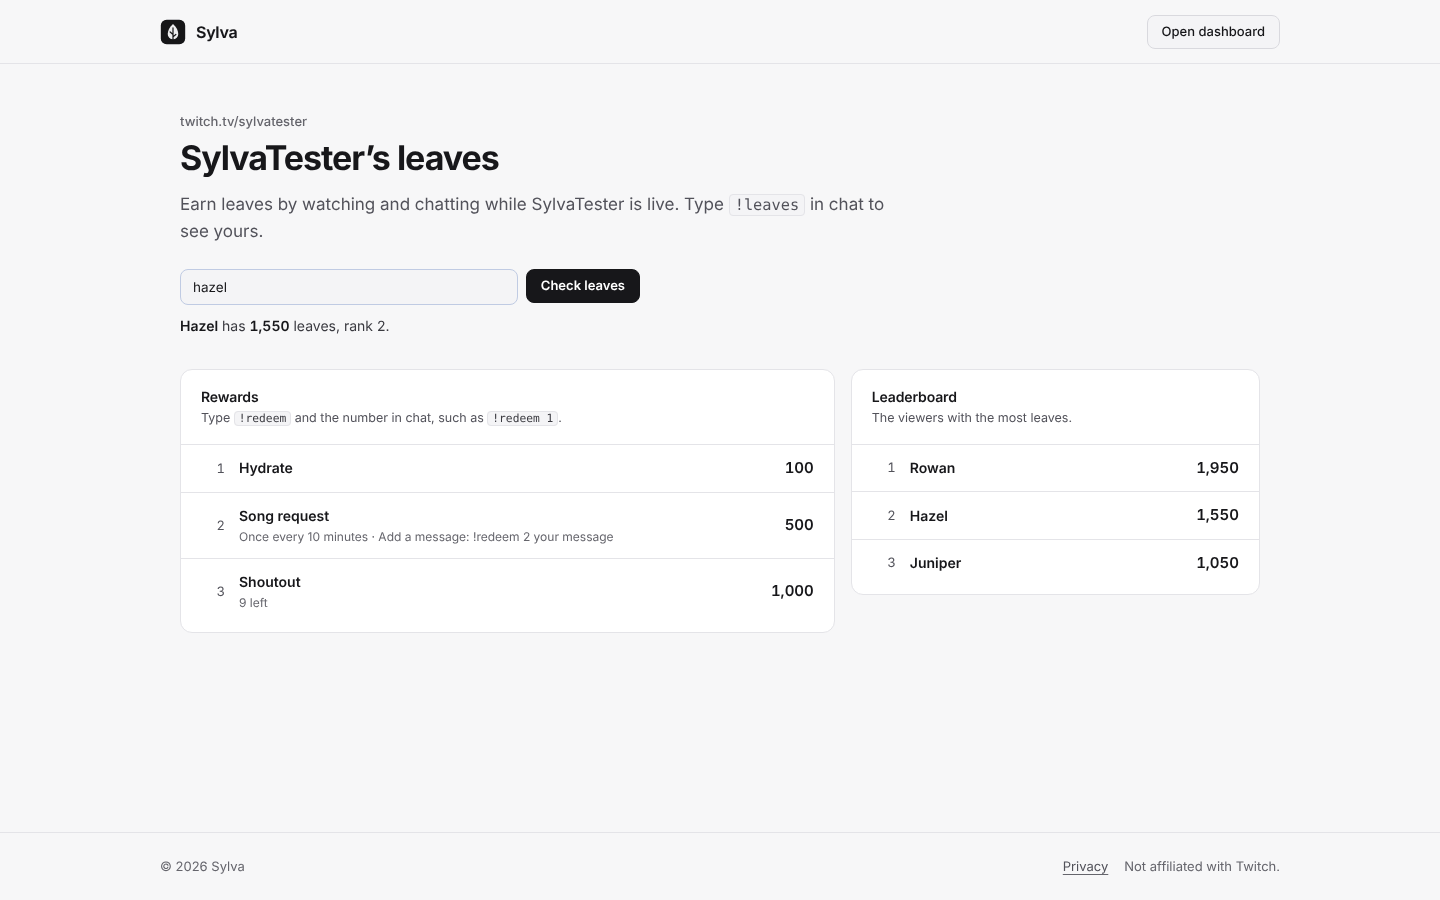 Sylva
Open dashboard
twitch.tv/sylvatester
SylvaTester’s leaves
Earn leaves by watching and chatting while SylvaTester is live. Type !leaves in chat to
see yours.
hazel
Check leaves
Hazel has 1,550 leaves, rank 2.
Rewards
Type !redeem and the number in chat, such as !redeem 1.
1 Hydrate 100
2 Song request 500
Once every 10 minutes · Add a message: !redeem 2 your message
3 Shoutout 1,000
9 left
Leaderboard
The viewers with the most leaves.
1 Rowan 1,950
2 Hazel 1,550
3 Juniper 1,050
© 2026 Sylva
Privacy
Not affiliated with Twitch.